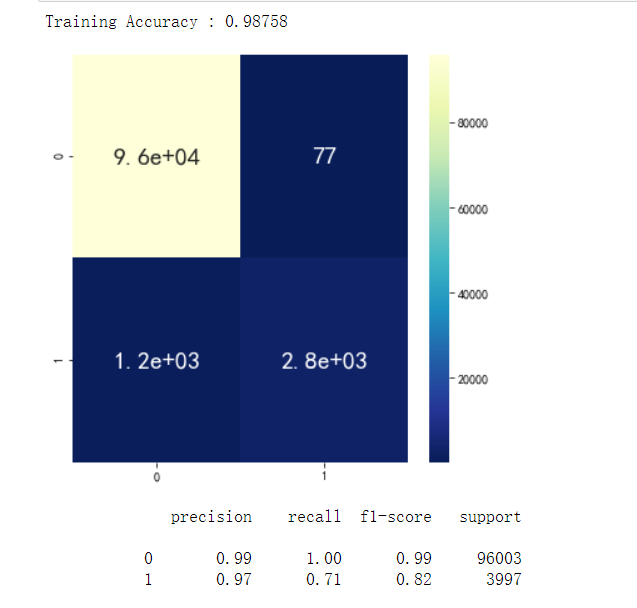 Training Accuracy : 0.98758
0
9.6e+04
77
80000
60000
40000
1
1.2e+03
2.8e+03
20000
0
1
precision recall f1-score support
0 0.99 1.00 0.99 96003
1 0.97 0.71 0.82 3997